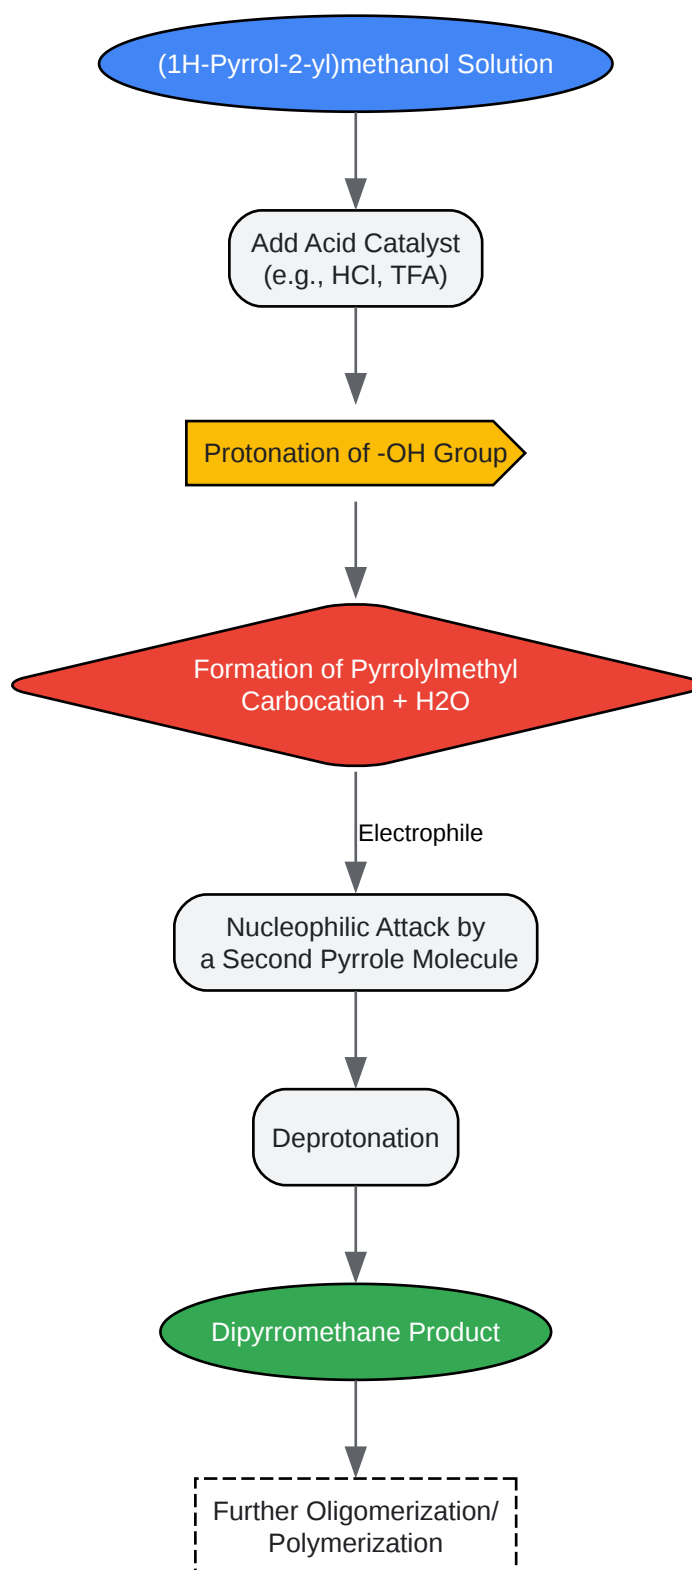 (1H-Pyrrol-2-yl)methanol Solution
Add Acid Catalyst
(e.g., HCl, TFA)
Protonation of -OH Group
Formation of Pyrrolylmethyl
Carbocation + H2O
Electrophile
Nucleophilic Attack by
a Second Pyrrole Molecule
Deprotonation
Dipyrromethane Product
Further Oligomerization/
Polymerization